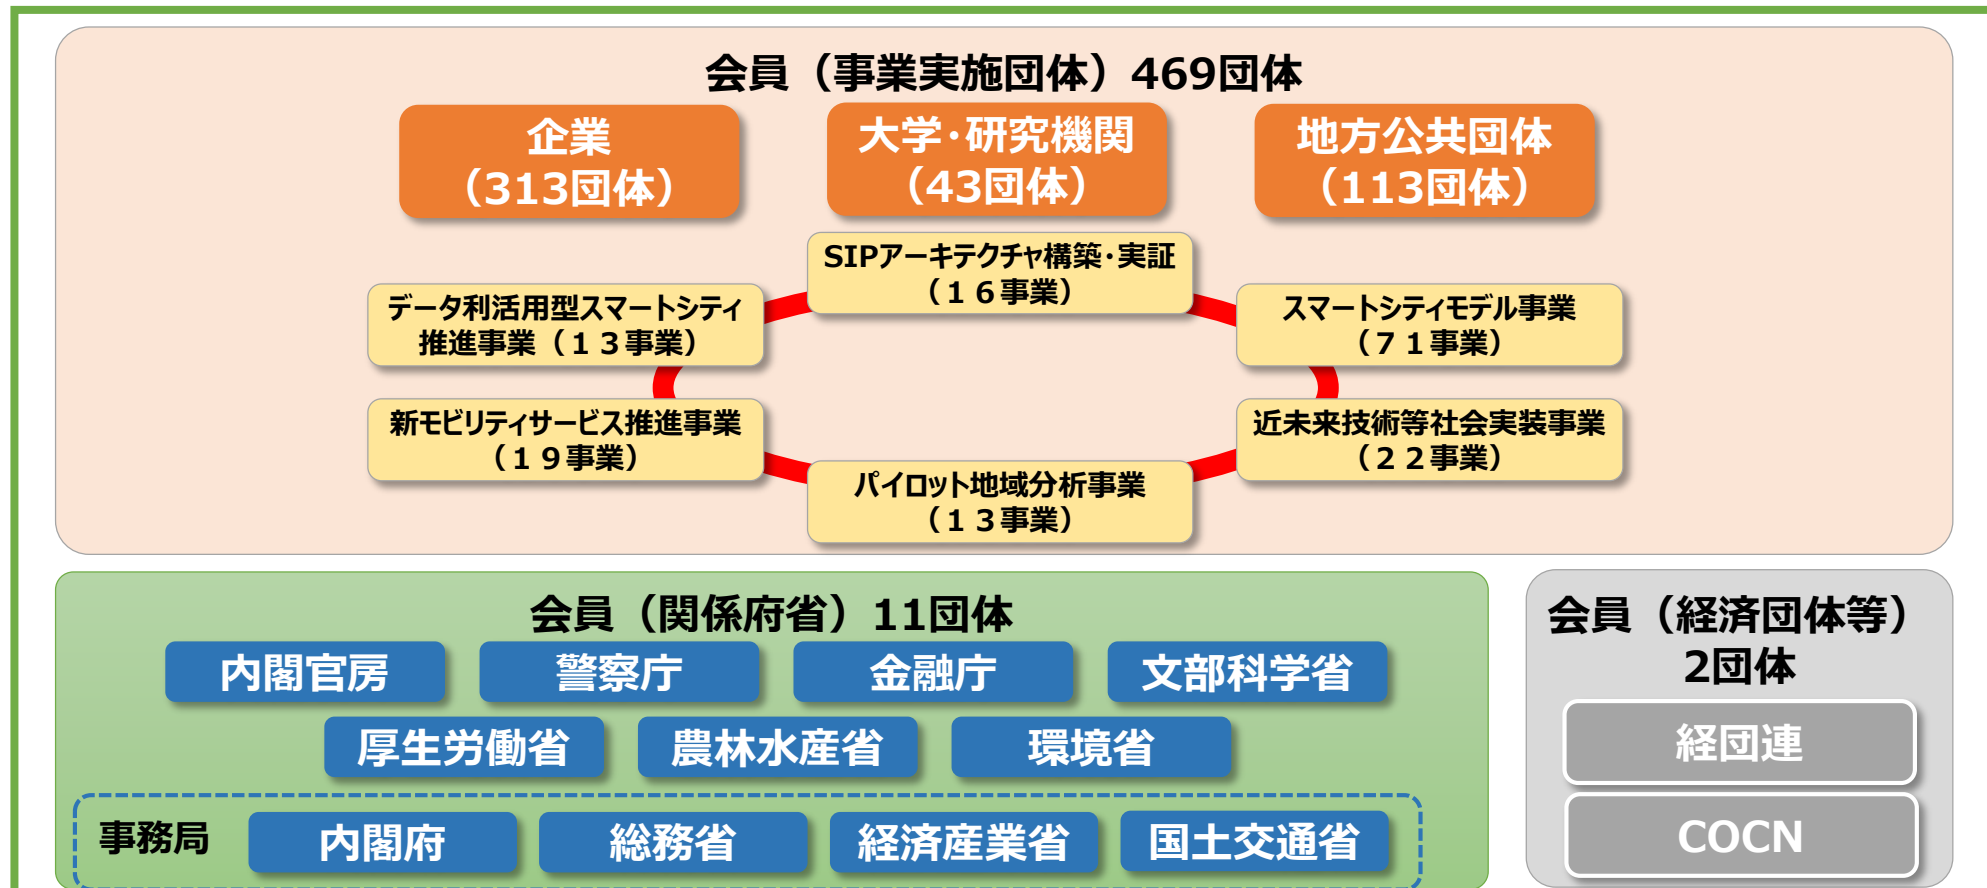 会員（事業実施団体）469団体
企業
（313団体）
大学・研究機関
（43団体）
地方公共団体
（113団体）
SIPアーキテクチャ構築・実証
（１６事業）
データ利活用型スマートシティ
推進事業（１３事業）
スマートシティモデル事業
（７１事業）
新モビリティサービス推進事業
（１９事業）
近未来技術等社会実装事業
（２２事業）
パイロット地域分析事業
（１３事業）
会員（関係府省）11団体
内閣官房
警察庁
金融庁
文部科学省
厚生労働省
農林水産省
環境省
事務局
内閣府
総務省
経済産業省
国土交通省
会員（経済団体等）
2団体
経団連
COCN